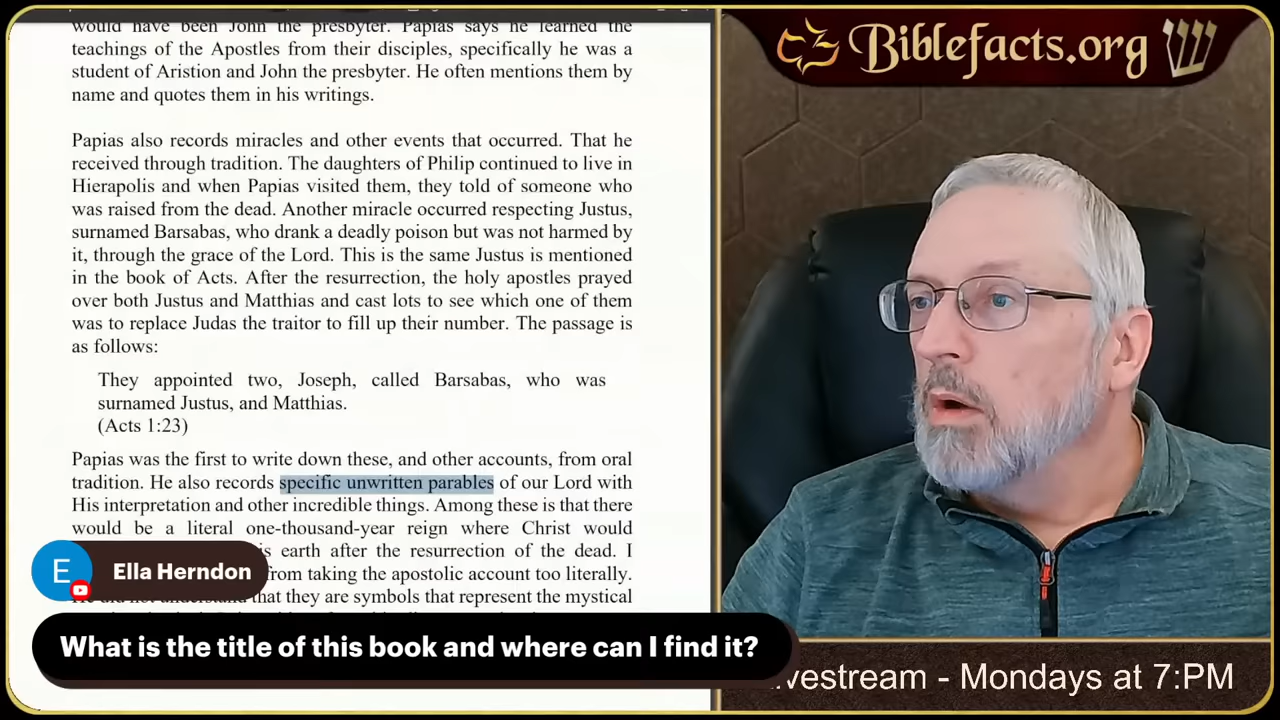 would have been John the presbyter. Papias says he learned the
teachings of the Apostles from their disciples, specifically he was a
student of Aristion and John the presbyter. He often mentions them by
name and quotes them in his writings.
Papias also records miracles and other events that occurred. That he
received through tradition. The daughters of Philip continued to live in
Hierapolis and when Papias visited them, they told of someone who
was raised from the dead. Another miracle occurred respecting Justus,
surnamed Barsabas, who drank a deadly poison but was not harmed by
it, through the grace of the Lord. This is the same Justus is mentioned
in the book of Acts. After the resurrection, the holy apostles prayed
over both Justus and Matthias and cast lots to see which one of them
was to replace Judas the traitor to fill up their number. The passage is
as follows:
They appointed two, Joseph, called Barsabas, who was
surnamed Justus, and Matthias.
(Acts 1:23)
Papias was the first to write down these, and other accounts, from oral
tradition. He also records specific unwritten parables of our Lord with
His interpretation and other incredible things. Among these is that there
would be a literal one-thousand-year reign where Christ would
earth after the resurrection of the dead. I
from taking the apostolic account too literally.
that they are symbols that represent the mystical
E
Ella Herndon
What is the title of this book and where can I find it?
Biblefacts.org
ש
vestream - Mondays at 7:PM